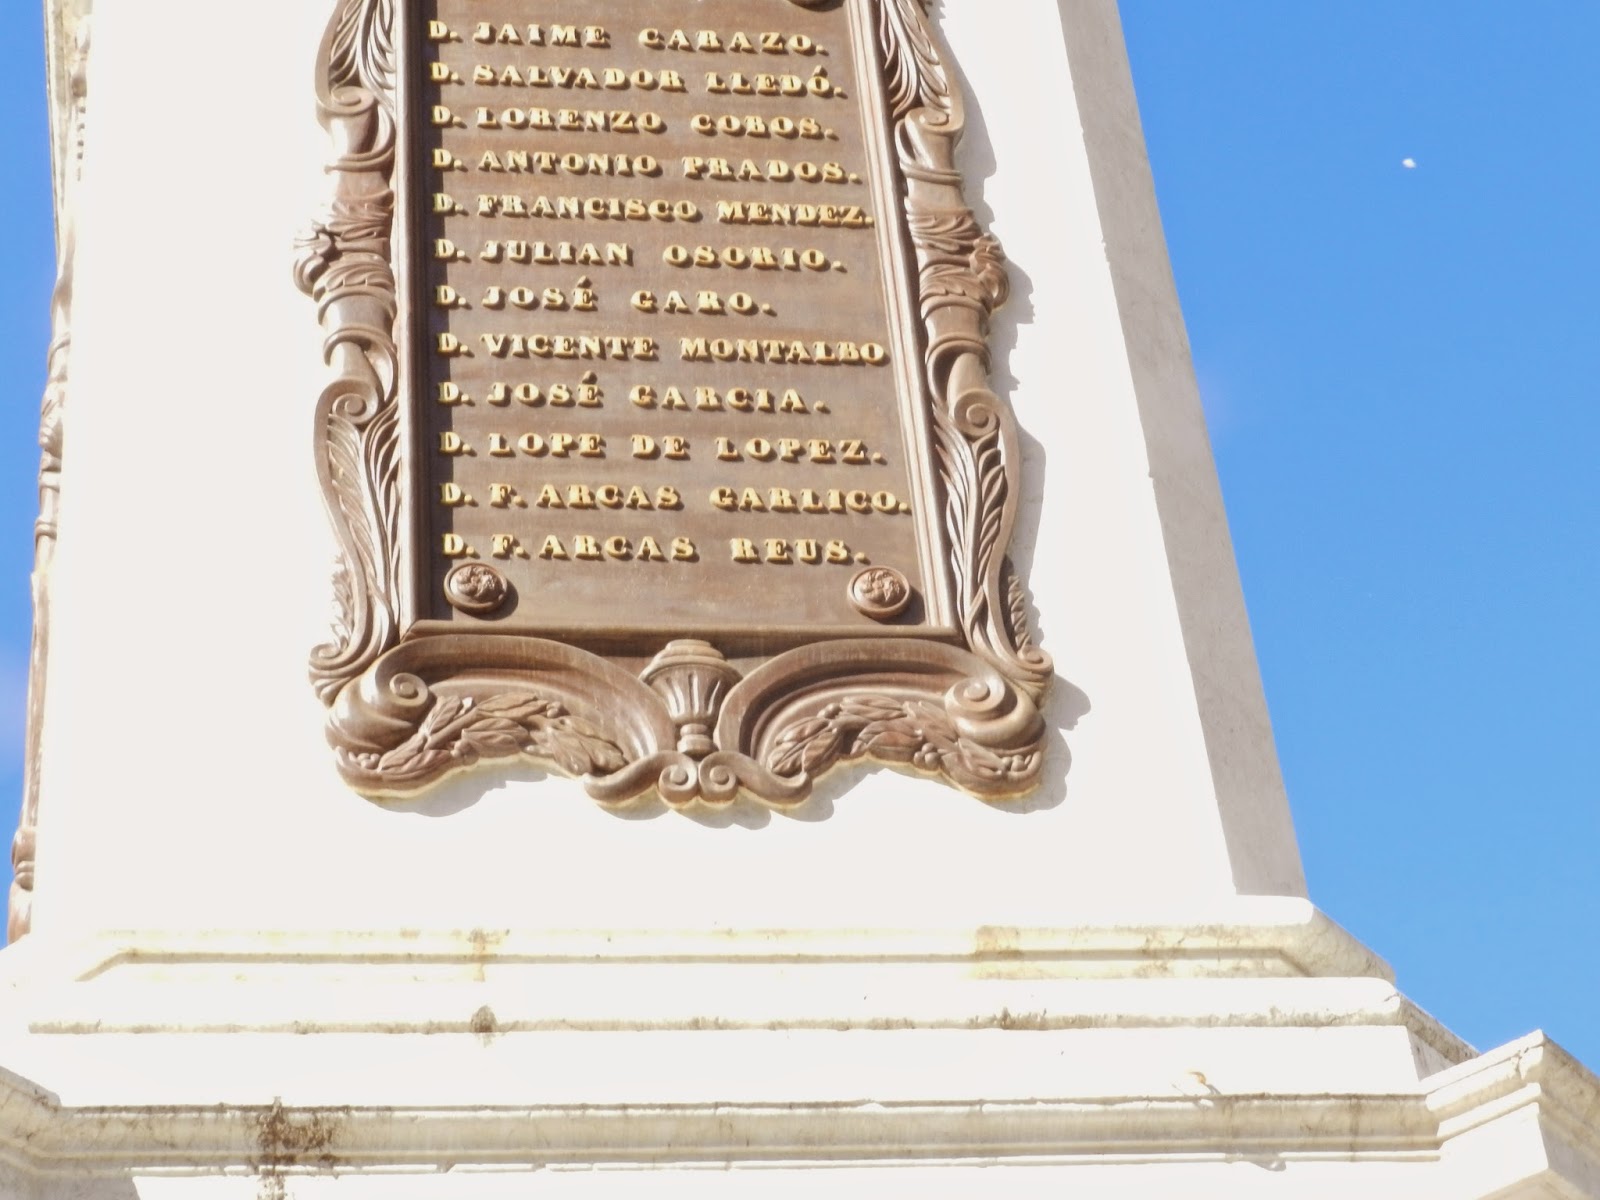 D. JAIME CARAZO.
D. SALVADOR LLEDÓ.
D. LORENZO COBOS.
D. ANTONIO PRADOS.
D. FRANCISCO MENDEZ.
D. JULIAN OSORIO.
D. JOSÉ GARO.
D. VICENTE MONTALBO
D. JOSÉ GARCIA.
D. LOPE DE LOPEZ.
D. F. ARCAS GARLICO.
D. F. ARCAS REUS.